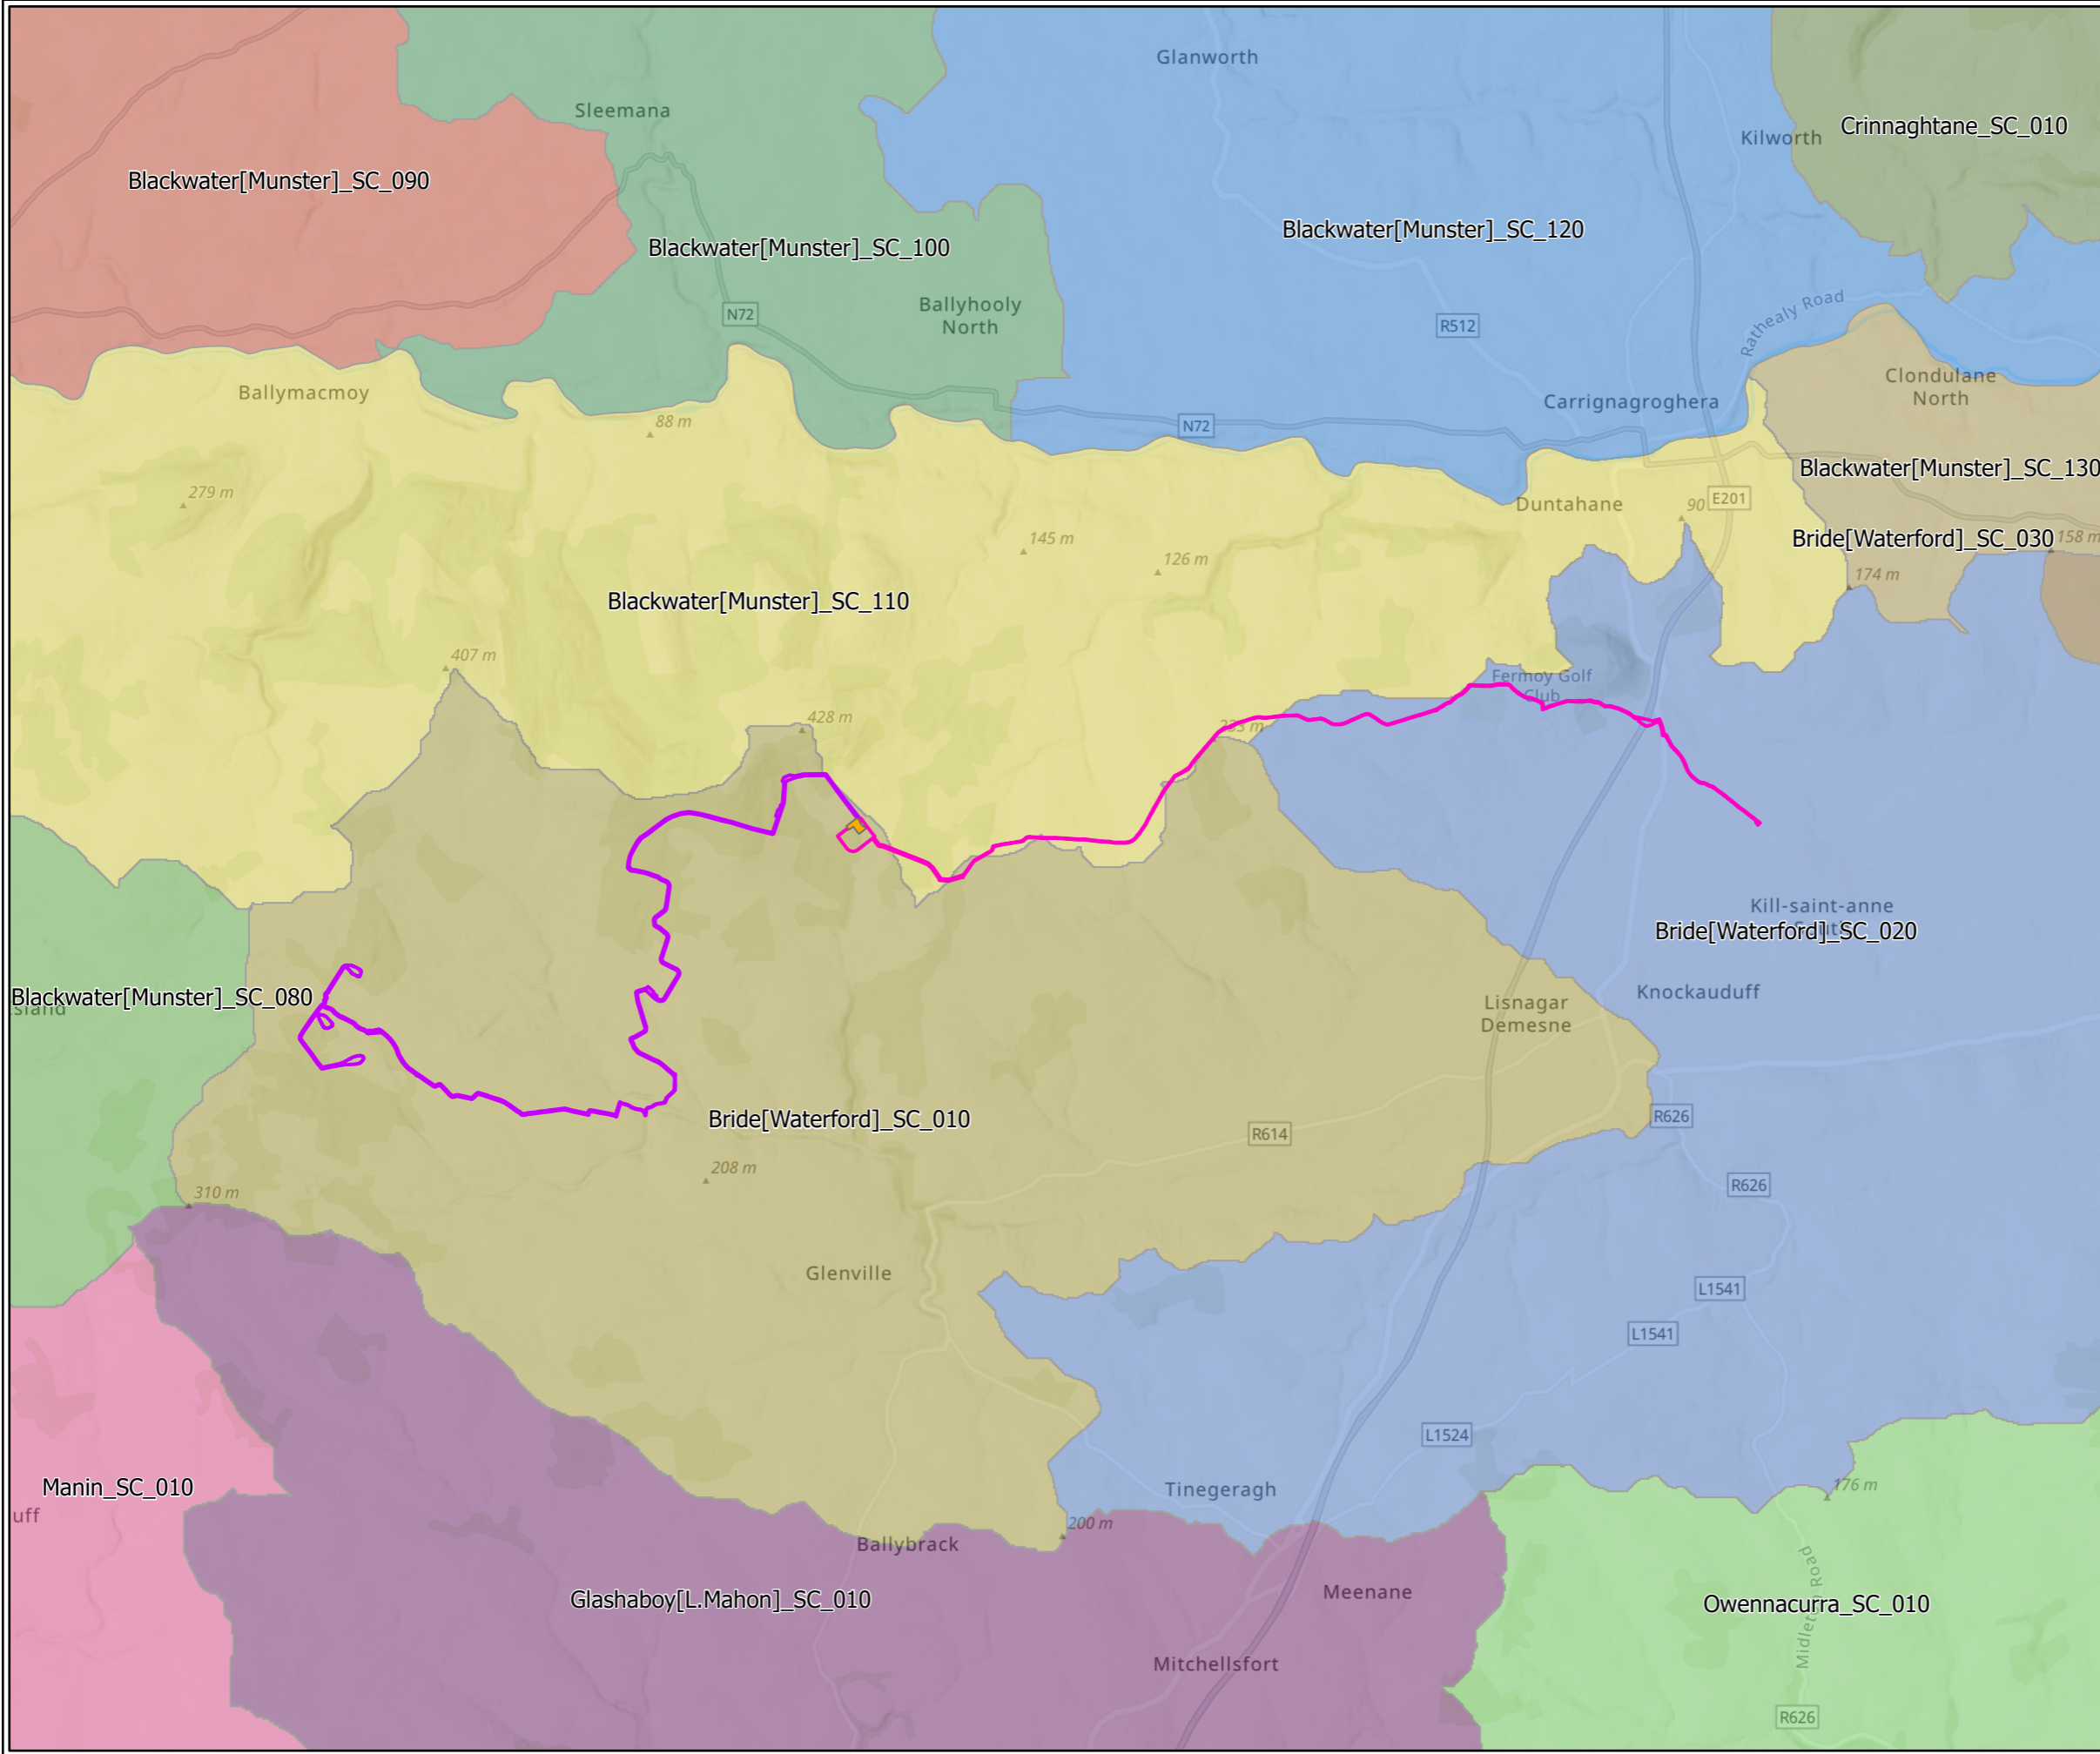 Glanworth
Sleemana
Crinnaghtane_SC_010
Kilworth
Blackwater[Munster]_SC_090
Blackwater[Munster]_SC_120
Blackwater[Munster]_SC_100
Ballyhooly
North
N72
R512
Rathealy Road
Clondulane
North
Ballymacmoy
Carrignagroghera
88 m
N72
Blackwater[Munster]_SC_130
279 m
Duntahane
90
E201
145 m
Bride[Waterford]_SC_030
158 m
126 m
174 m
Blackwater[Munster]_SC_110
407 m
Fermoy Golf
Club
428 m
Kill-saint-anne
Bride[Waterford]_SC_020
Blackwater[Munster]_SC_080
sland
Knockauduff
Lisnagar
Demesne
Bride[Waterford]_SC_010
R626
R614
208 m
R626
310 m
Glenville
L1541
L1541
L1524
Manin_SC_010
176 m
Tinegeragh
uff
200 m
Ballybrack
Meenane
Glashaboy[L.Mahon]_SC_010
Owennacurra_SC_010
Road
Mitchellsfort
R626